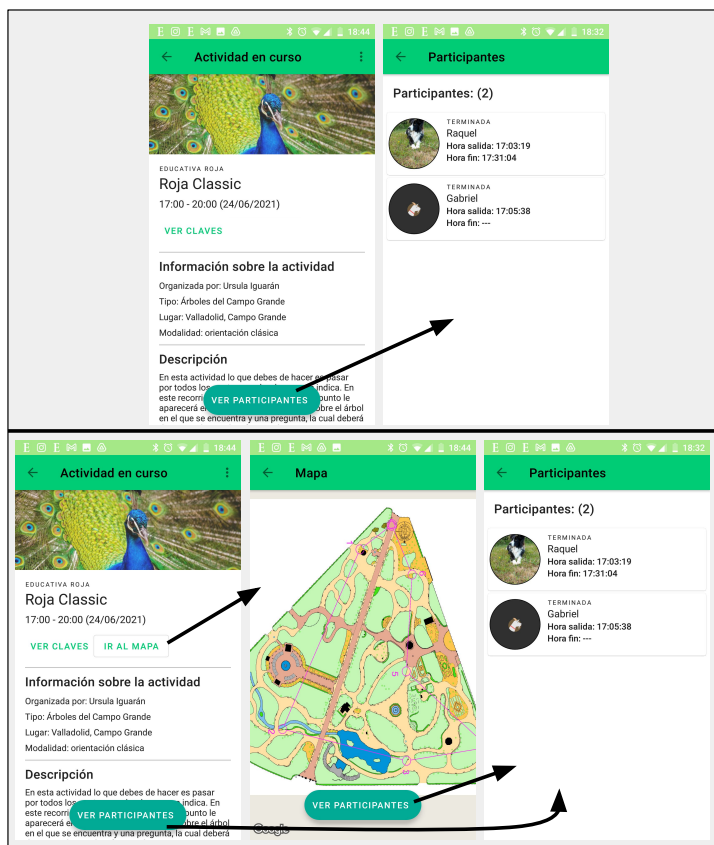 18:44
Actividad en curso
EDUCATIVA ROJA
Roja Classic
17:00 - 20:00 (24/06/2021)
VER CLAVES
Información sobre la actividad
Organizada por: Ursula Iguarán
Tipo: Árboles del Campo Grande
Lugar: Valladolid, Campo Grande
Modalidad: orientación clásica
Descripción
En esta actividad lo que debes de hacer es pasar
por todos los indica. En
este recorri punto le
aparecerá e obre el árbol
en el que se encuentra y una pregunta, la cual deberá
VER PARTICIPANTES
18:32
Participantes
Participantes: (2)
TERMINADA
Raquel
Hora salida: 17:03:19
Hora fin: 17:31:04
TERMINADA
Gabriel
Hora salida: 17:05:38
Hora fin: ---
18:44
Actividad en curso
EDUCATIVA ROJA
Roja Classic
17:00 - 20:00 (24/06/2021)
VER CLAVES IR AL MAPA
Información sobre la actividad
Organizada por: Ursula Iguarán
Tipo: Árboles del Campo Grande
Lugar: Valladolid, Campo Grande
Modalidad: orientación clásica
Descripción
En esta actividad lo que debes de hacer es pasar
por todos los indica. En
este recorri punto le
aparecerá e obre el árbol
en el que se encuentra y una pregunta, la cual deberá
VER PARTICIPANTES
18:44
Mapa
VER PARTICIPANTES
Google
18:32
Participantes
Participantes: (2)
TERMINADA
Raquel
Hora salida: 17:03:19
Hora fin: 17:31:04
TERMINADA
Gabriel
Hora salida: 17:05:38
Hora fin: ---